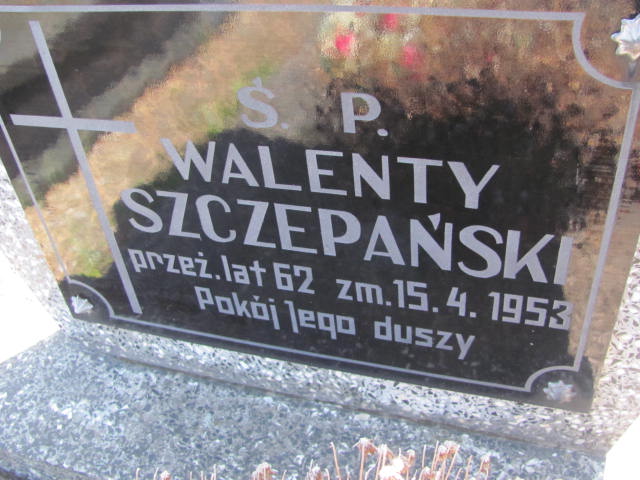 Ś. P.
WALENTY
SZCZEPAŃSKI
przeż. lat 62 zm. 15. 4. 1953
Pokój Jego duszy